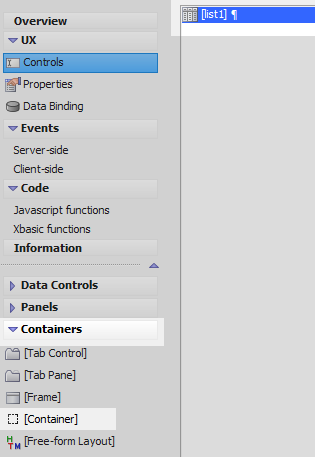 Overview
UX
Controls
Properties
Data Binding
Events
Server-side
Client-side
Code
Javascript functions
Xbasic functions
Information
Data Controls
Panels
Containers
[Tab Control]
[Tab Pane]
[Frame]
[Container]
HTM [Free-form Layout]
[list1] ¶